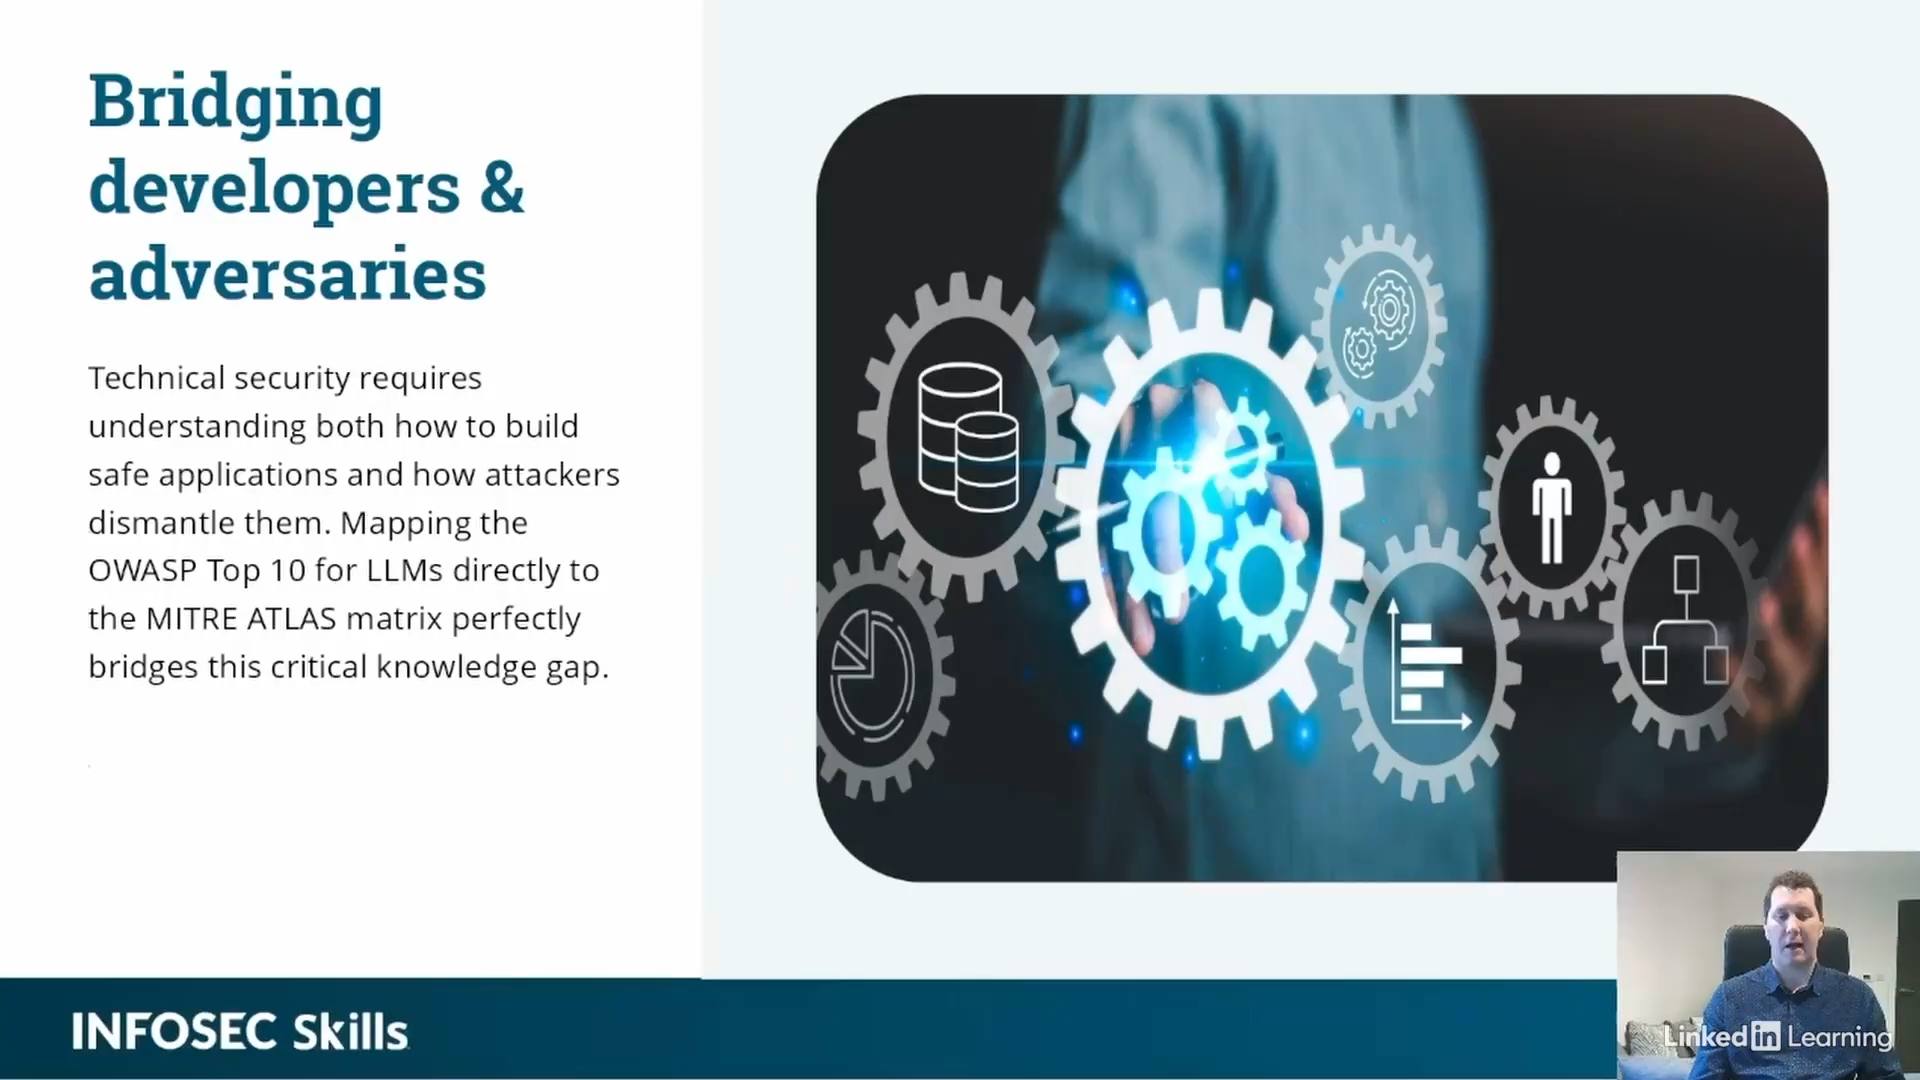 Bridging
developers &
adversaries
Technical security requires
understanding both how to build
safe applications and how attackers
dismantle them. Mapping the
OWASP Top 10 for LLMs directly to
the MITRE ATLAS matrix perfectly
bridges this critical knowledge gap.
INFOSEC Skills
Linked in Learning